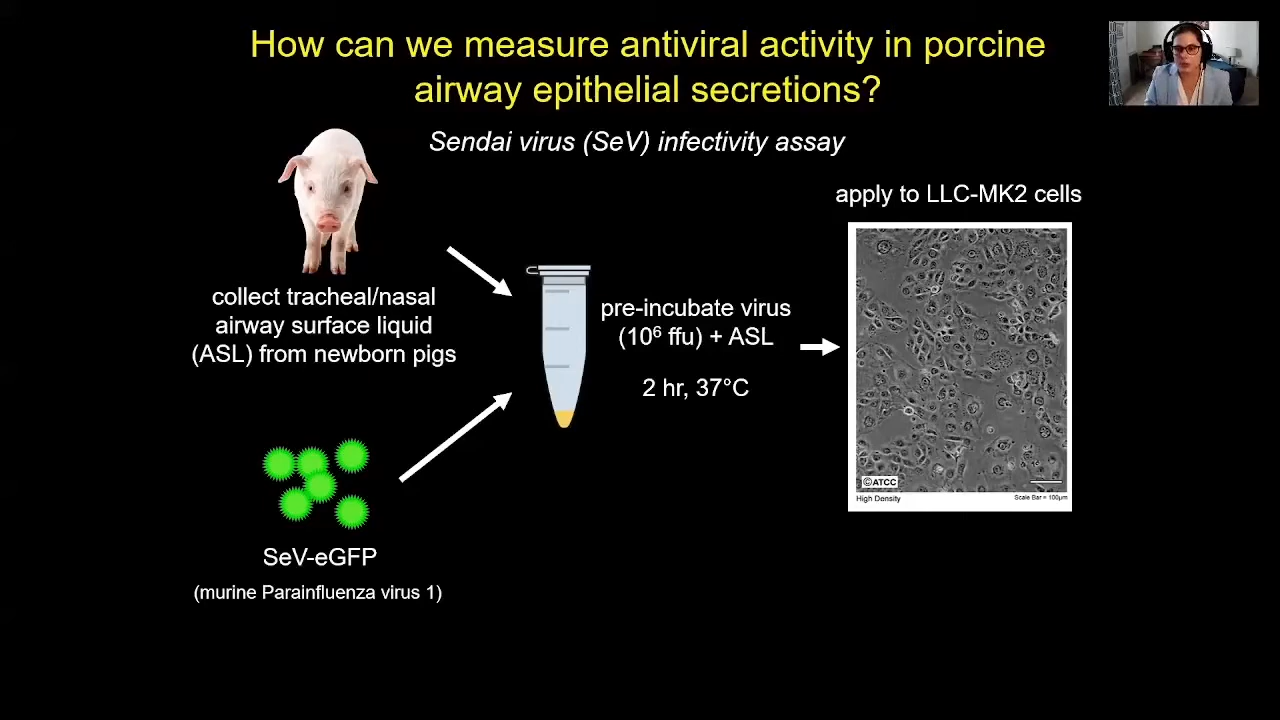 How can we measure antiviral activity in porcine
airway epithelial secretions?
Sendai virus (SeV) infectivity assay
collect tracheal/nasal
airway surface liquid
(ASL) from newborn pigs
SeV-eGFP
(murine Parainfluenza virus 1)
pre-incubate virus
(10⁶ ffu) + ASL
2 hr, 37°C
apply to LLC-MK2 cells
©ATCC
High Density
Scale Bar = 100µm